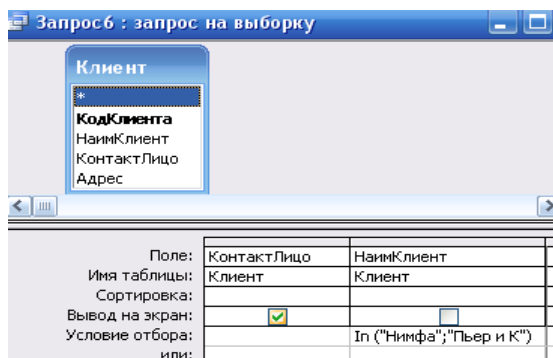 Запрос6 : запрос на выборку
Клиент
*
КодКлиента
НаимКлиент
КонтактЛицо
Адрес
Поле: КонтактЛицо НаимКлиент
Имя таблицы: Клиент Клиент
Сортировка:
Вывод на экран:
Условие отбора: In ("Нимфа";"Пьер и К")
или: